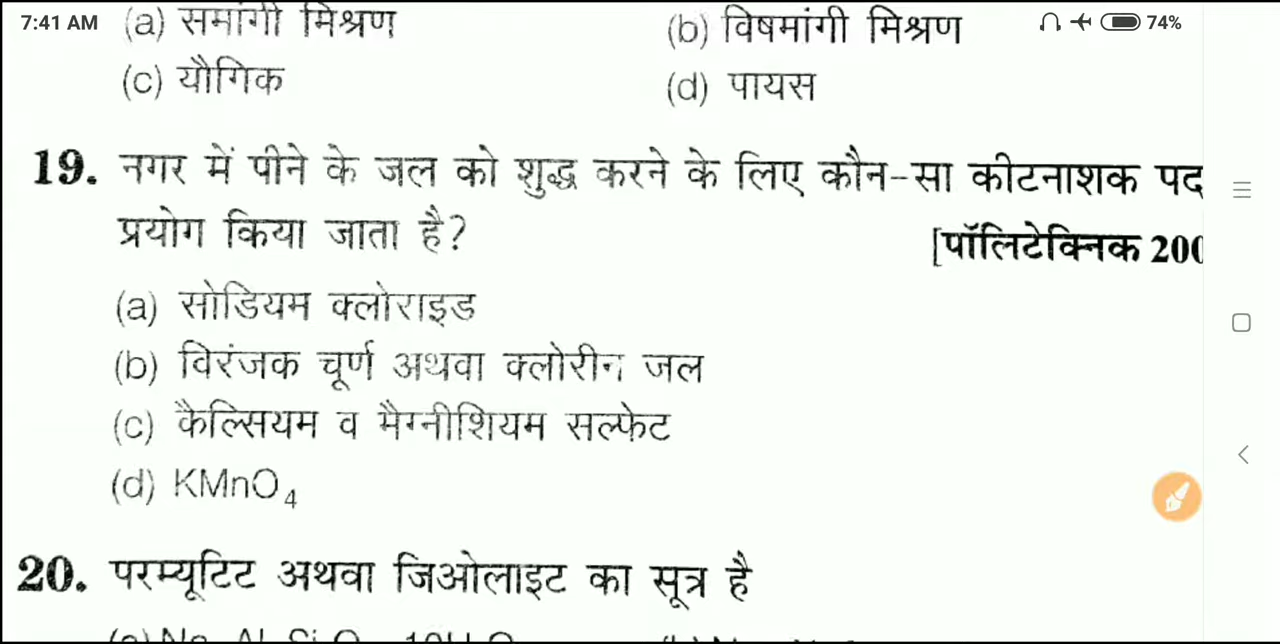 7:41 AM (a) समांगी मिश्रण (b) विषमांगी मिश्रण 74%
(c) यौगिक (d) पायस
19. नगर में पीने के जल को शुद्ध करने के लिए कौन-सा कीटनाशक पद
प्रयोग किया जाता है?
[पॉलिटेक्निक 200
(a) सोडियम क्लोराइड
(b) विरंजक चूर्ण अथवा क्लोरीन जल
(c) कैल्सियम व मैग्नीशियम सल्फेट
(d) KMnO₄
20. परम्यूटिट अथवा जिओलाइट का सूत्र है